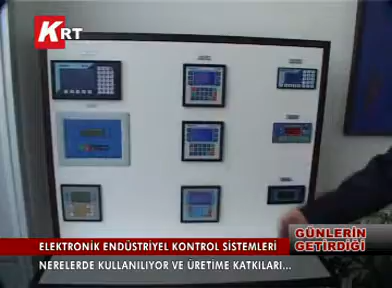 KRT
ELEKTRONİK ENDÜSTRİYEL KONTROL SİSTEMLERİ
NERELERDE KULLANILIYOR VE ÜRETİME KATKILARI...
GÜNLERİN
GETİRDİĞİ